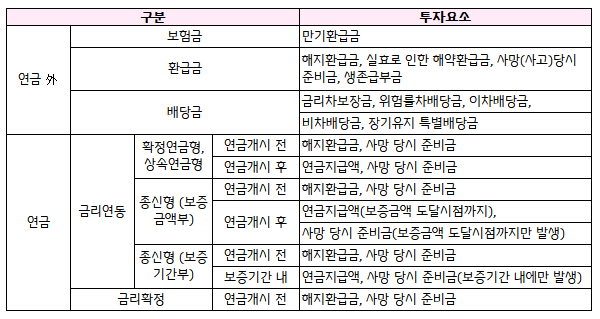 구분 투자요소
연금 外 보험금 만기환급금
환급금 해지환급금, 실효로 인한 해약환급금, 사망(사고)당시
준비금, 생존급부금
배당금 금리차보장금, 위험률차배당금, 이차배당금,
비차배당금, 장기유지 특별배당금
연금 금리연동 확정연금형,
상속연금형 연금개시 전 해지환급금, 사망 당시 준비금
연금개시 후 연금지급액, 사망 당시 준비금
종신형 (보증
금액부) 연금개시 전 해지환급금, 사망 당시 준비금
연금개시 후 연금지급액(보증금액 도달시점까지),
사망 당시 준비금(보증금액 도달시점까지만 발생)
종신형 (보증
기간부) 연금개시 전 해지환급금, 사망 당시 준비금
보증기간 내 연금지급액, 사망 당시 준비금(보증기간 내에만 발생)
금리확정 연금개시 전 해지환급금, 사망 당시 준비금